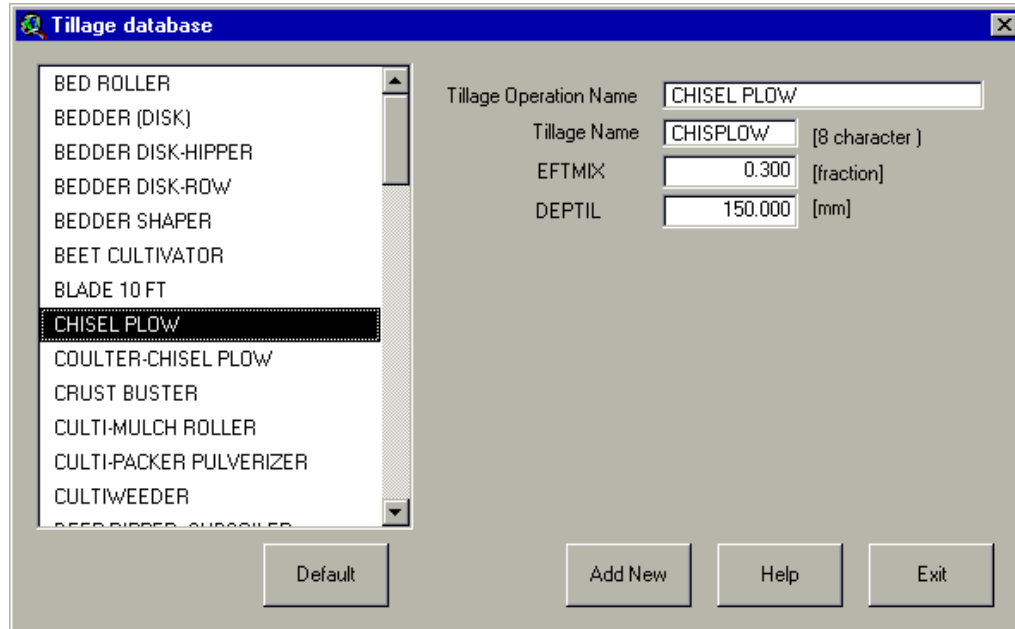 Tillage database
BED ROLLER
BEDDER (DISK)
BEDDER DISK-HIPPER
BEDDER DISK-ROW
BEDDER SHAPER
BEET CULTIVATOR
BLADE 10 FT
CHISEL PLOW
COULTER-CHISEL PLOW
CRUST BUSTER
CULTI-MULCH ROLLER
CULTI-PACKER PULVERIZER
CULTIWEEDER
Tillage Operation Name CHISEL PLOW
Tillage Name CHISPLOW [8 character )
EFTMIX 0.300 [fraction]
DEPTIL 150.000 [mm]
Default Add New Help Exit